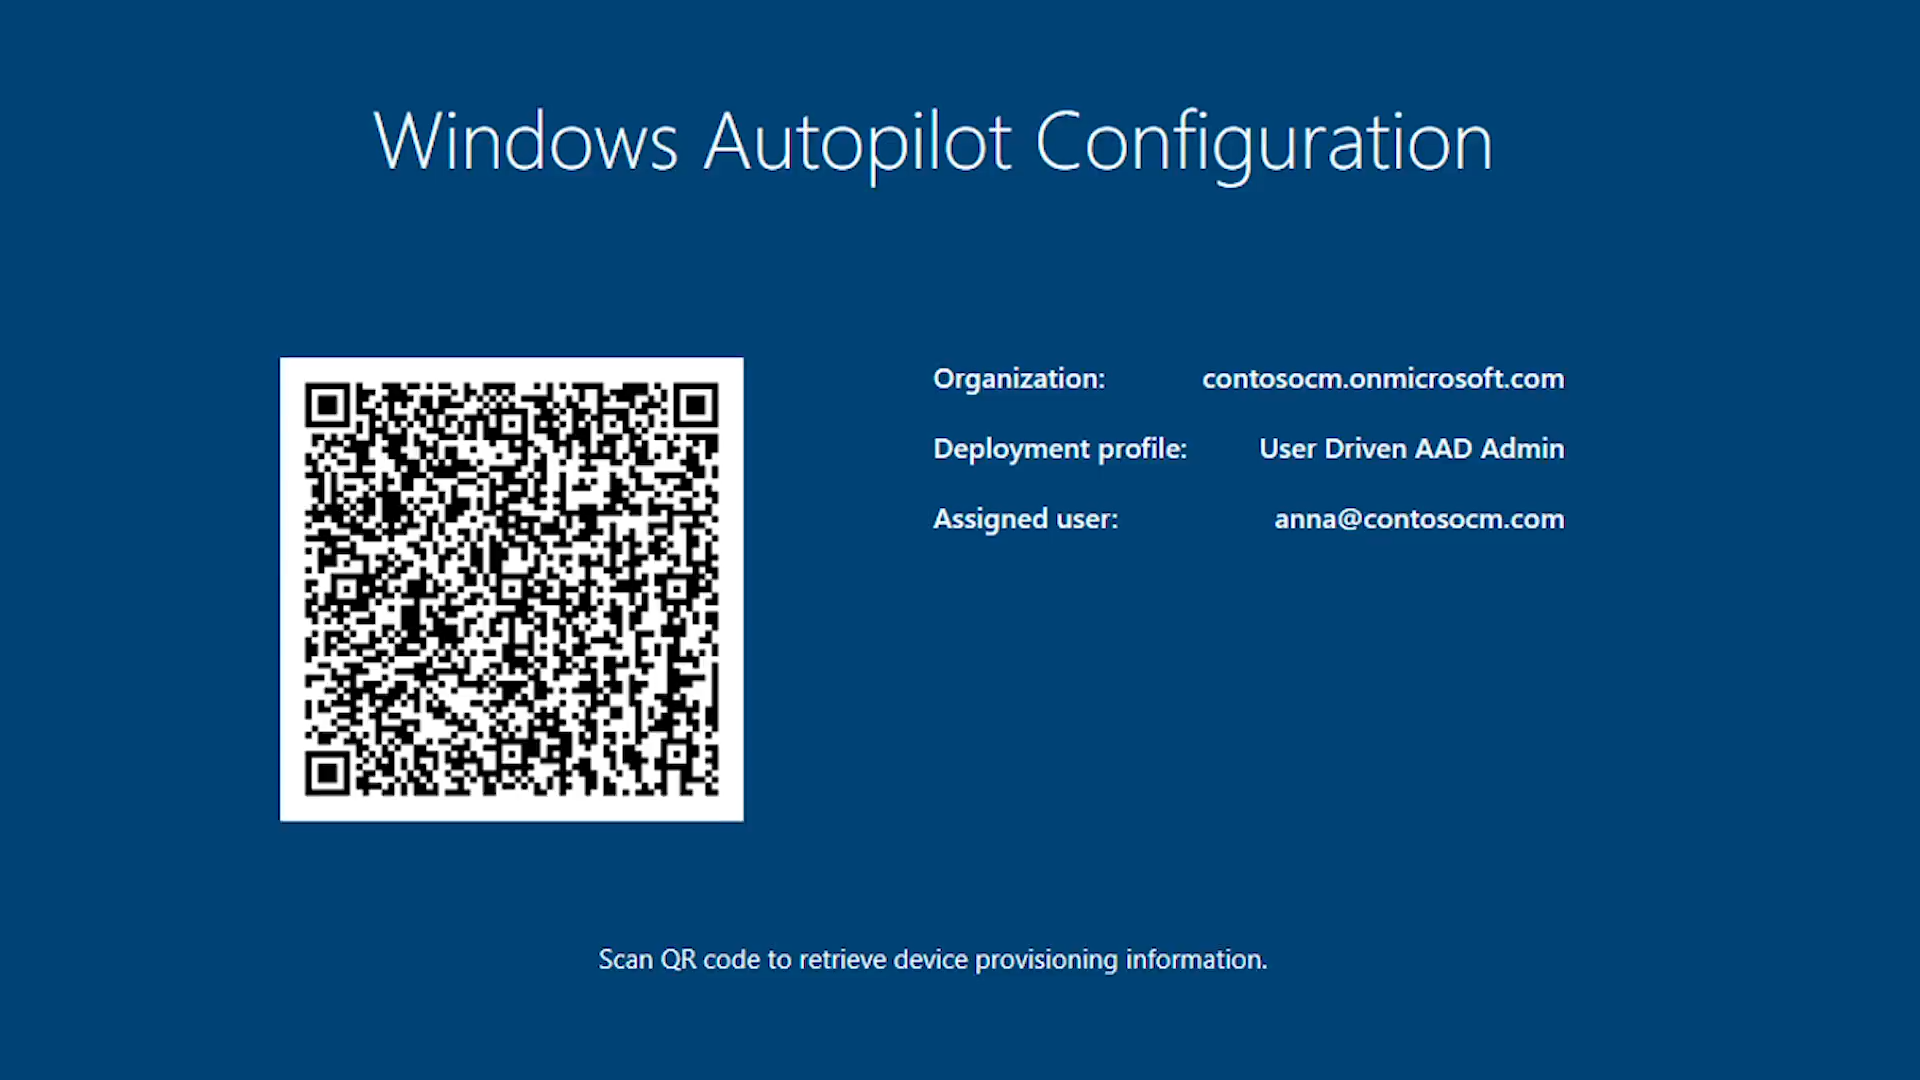 Windows Autopilot Configuration
Organization: contosocm.onmicrosoft.com
Deployment profile: User Driven AAD Admin
Assigned user: anna@contosocm.com
Scan QR code to retrieve device provisioning information.